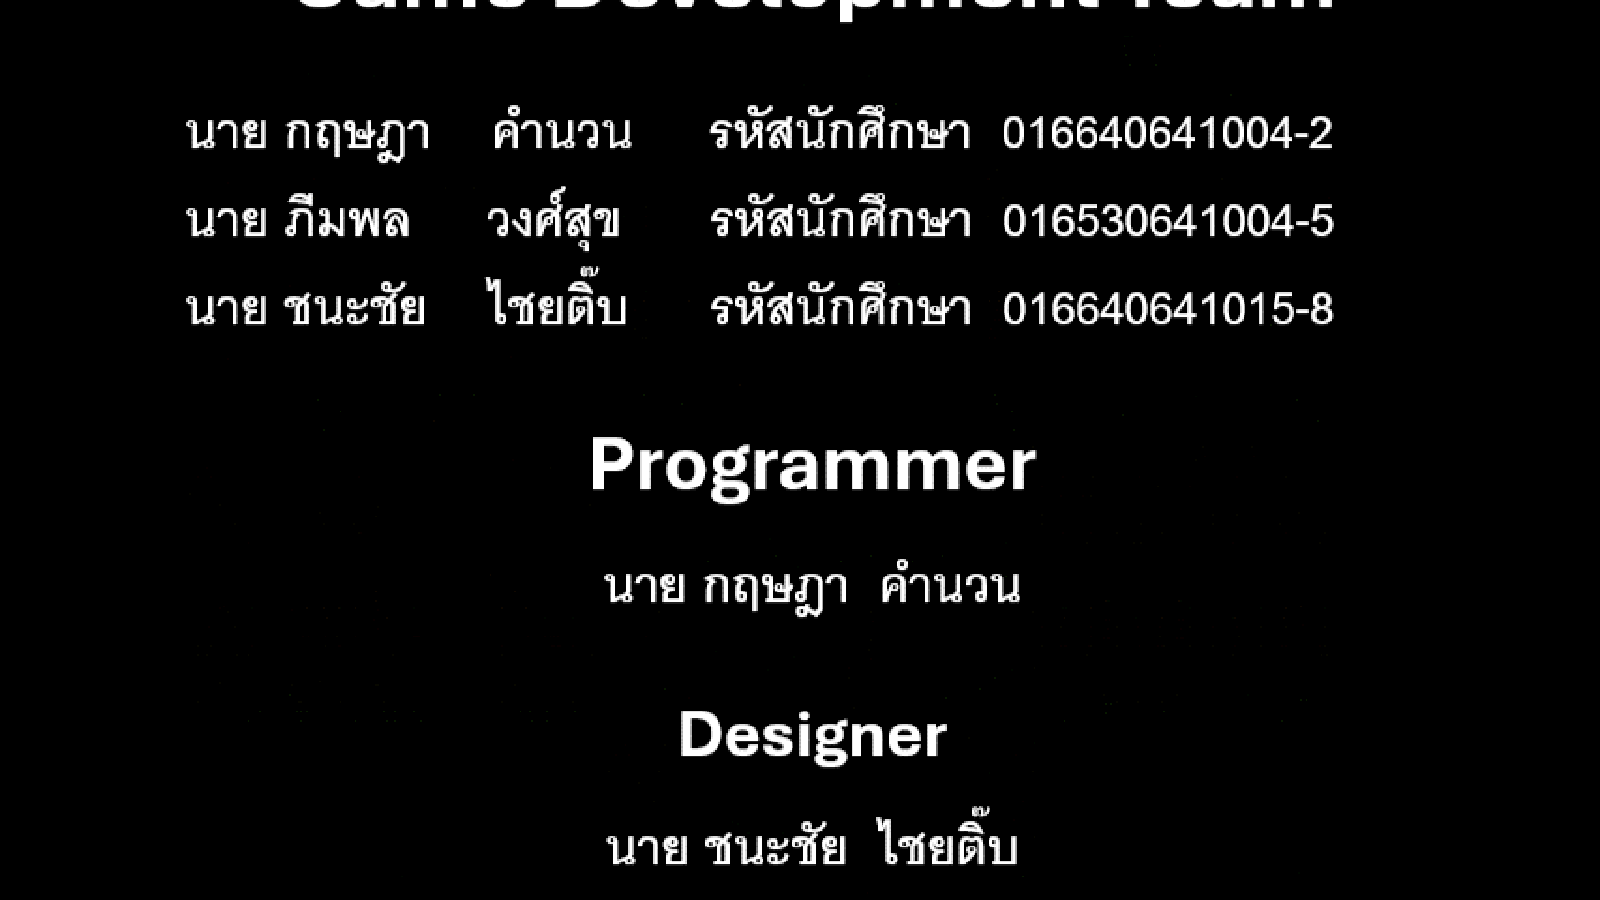 Game Development Team
นาย กฤษฎา คำนวน รหัสนักศึกษา 016640641004-2
นาย ภีมพล วงศ์สุข รหัสนักศึกษา 016530641004-5
นาย ชนะชัย ไชยติ๊บ รหัสนักศึกษา 016640641015-8
Programmer
นาย กฤษฎา คำนวน
Designer
นาย ชนะชัย ไชยติ๊บ